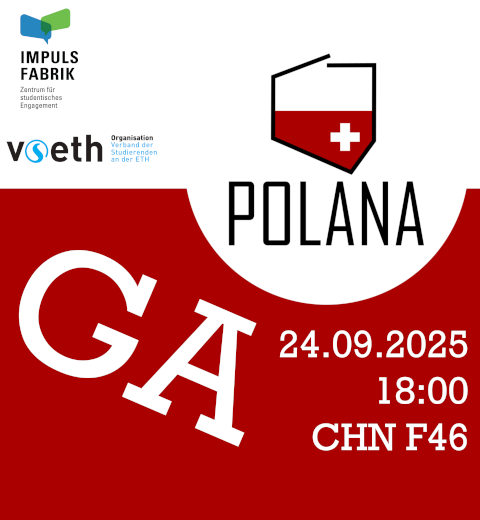 IMPULS
FABRIK
Zentrum für
studentisches
Engagement
vseth
Organisation
Verband der
Studierenden
an der ETH
POLANA
GA
24.09.2025
18:00
CHN F46